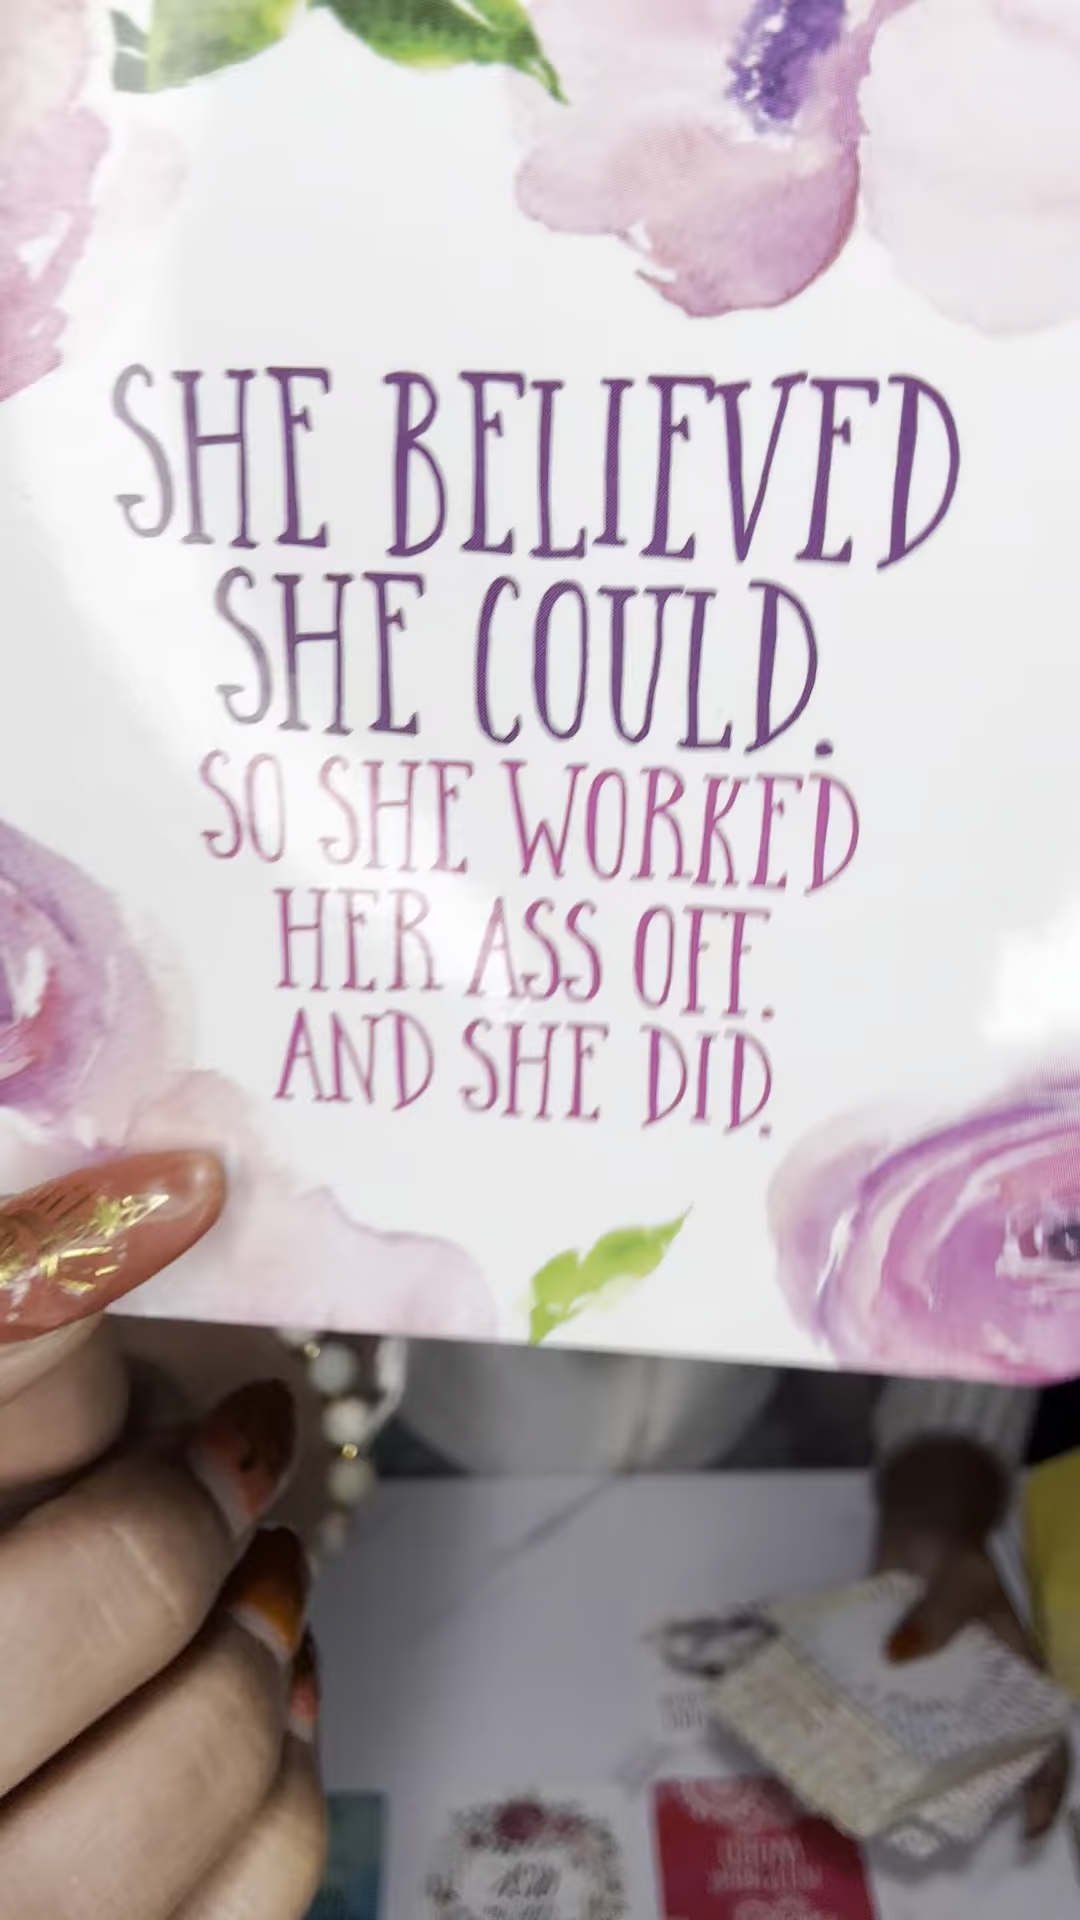 SHE BELIEVED
SHE COULD.
SO SHE WORKED
HER ASS OFF.
AND SHE DID.